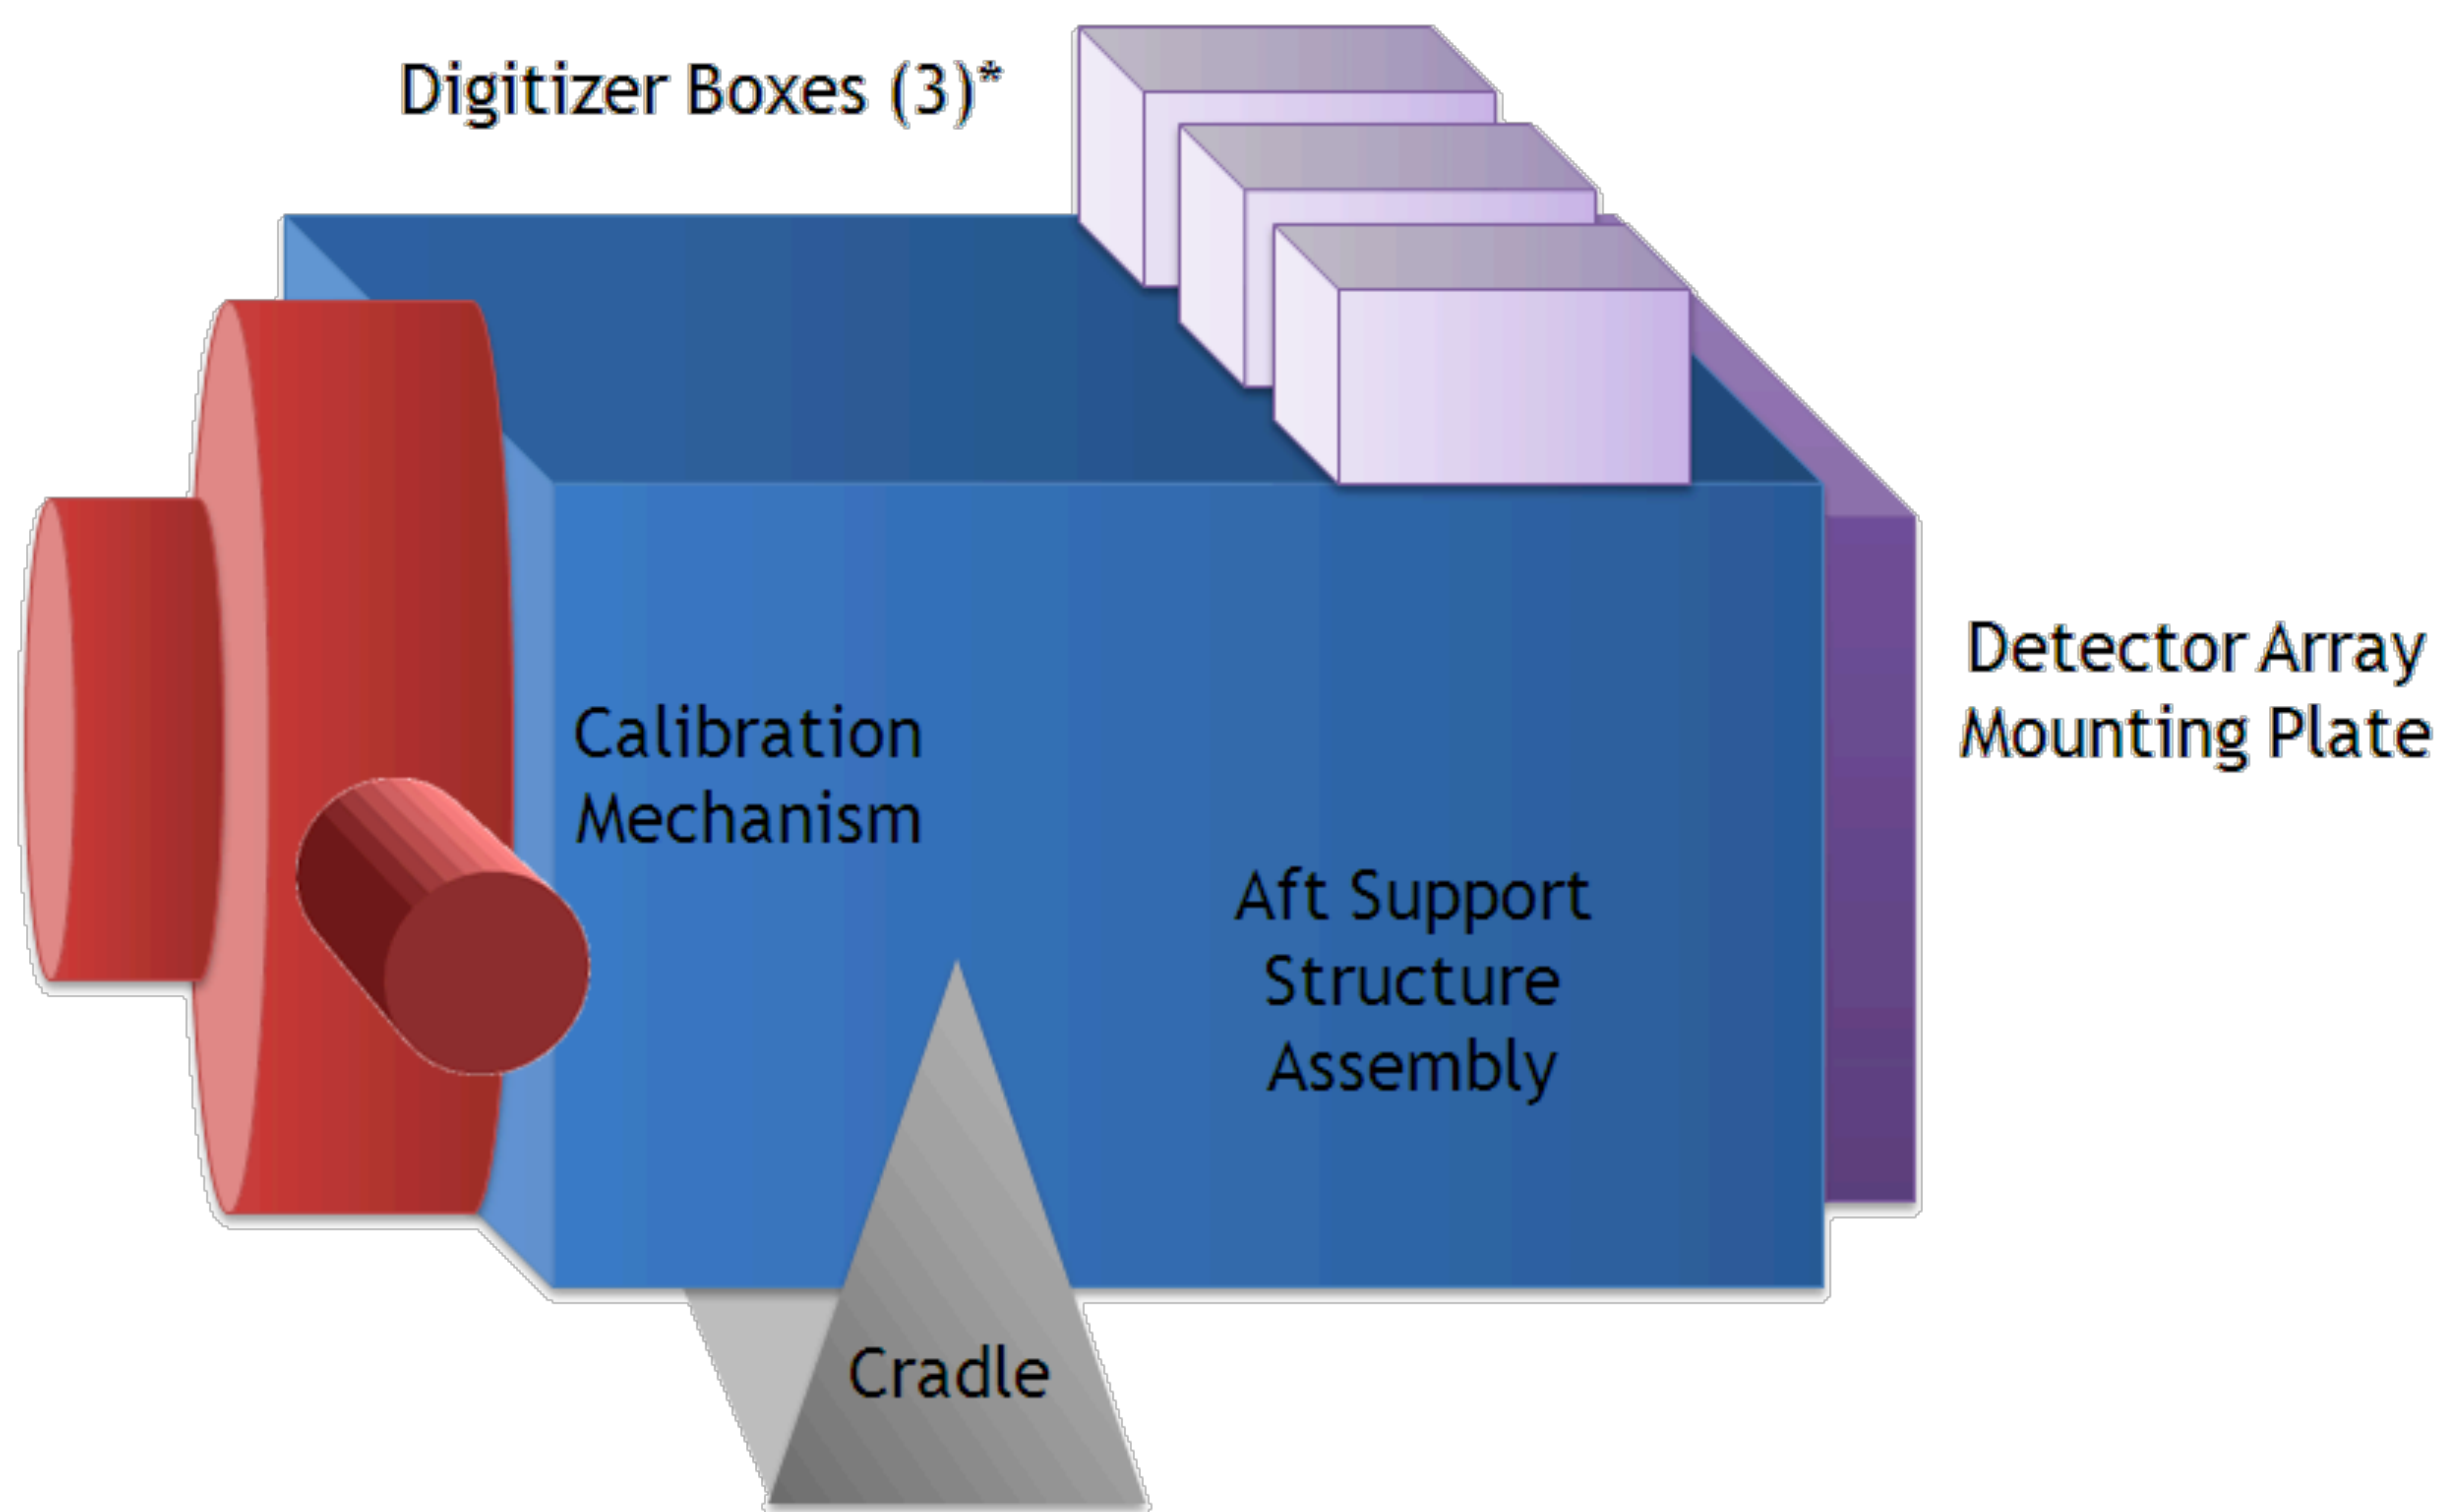 Digitizer Boxes (3)*
Detector Array
Mounting Plate
Calibration
Mechanism
Aft Support
Structure
Assembly
Cradle